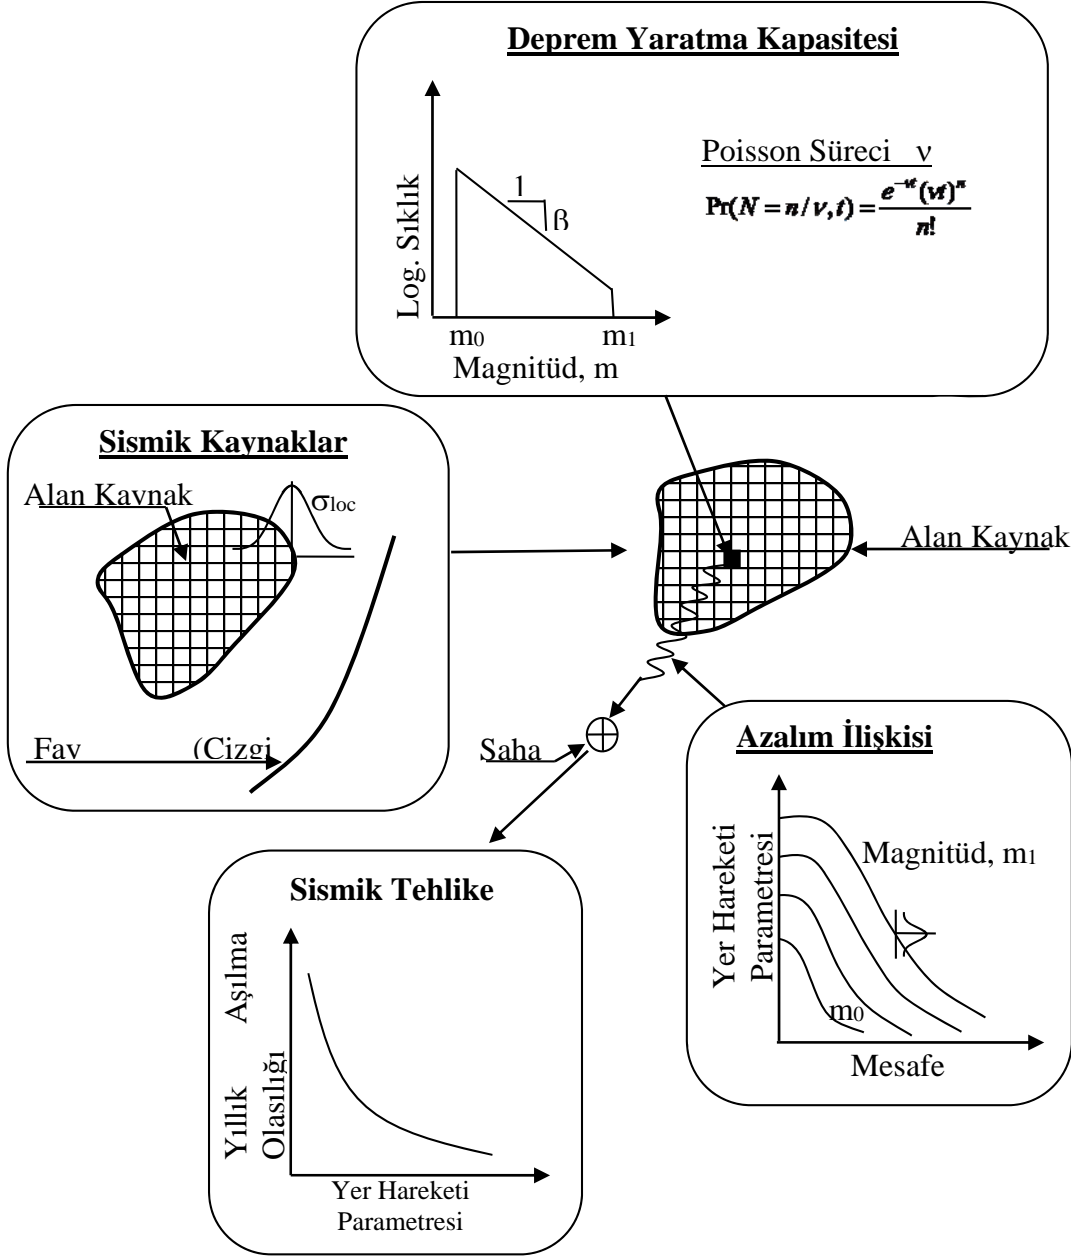 Deprem Yaratma Kapasitesi
Log. Sıklık
1
β
m0
m1
Magnitüd, m
Poisson Süreci ν
Pr(N = n / ν, t) = e^{-νt} (νt)^n / n!
Sismik Kaynaklar
Alan Kaynak
σloc
Fay (Çizgi
Alan Kaynak
Saha
Azalım İlişkisi
Yer Hareketi
Parametresi
Magnitüd, m1
m0
Mesafe
Sismik Tehlike
Yıllık Aşılma
Olasılığı
Yer Hareketi
Parametresi